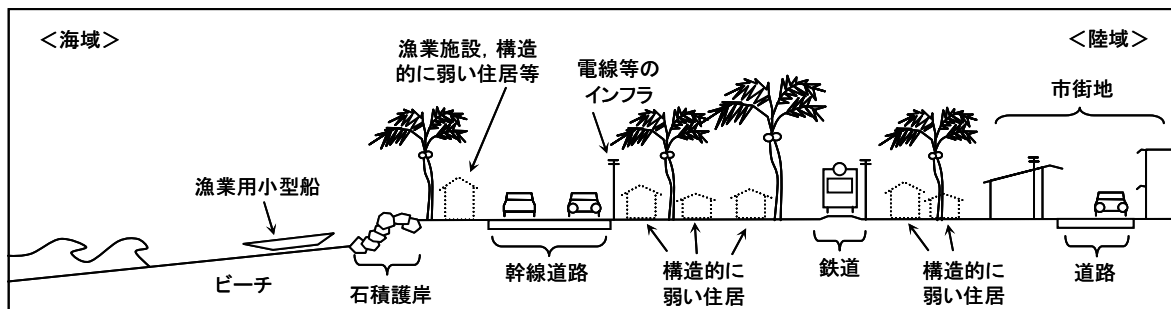 ＜海域＞
＜陸域＞
漁業施設，構造
的に弱い住居等
電線等の
インフラ
市街地
漁業用小型船
ビーチ
石積護岸
幹線道路
構造的に
弱い住居
鉄道
構造的に
弱い住居
道路